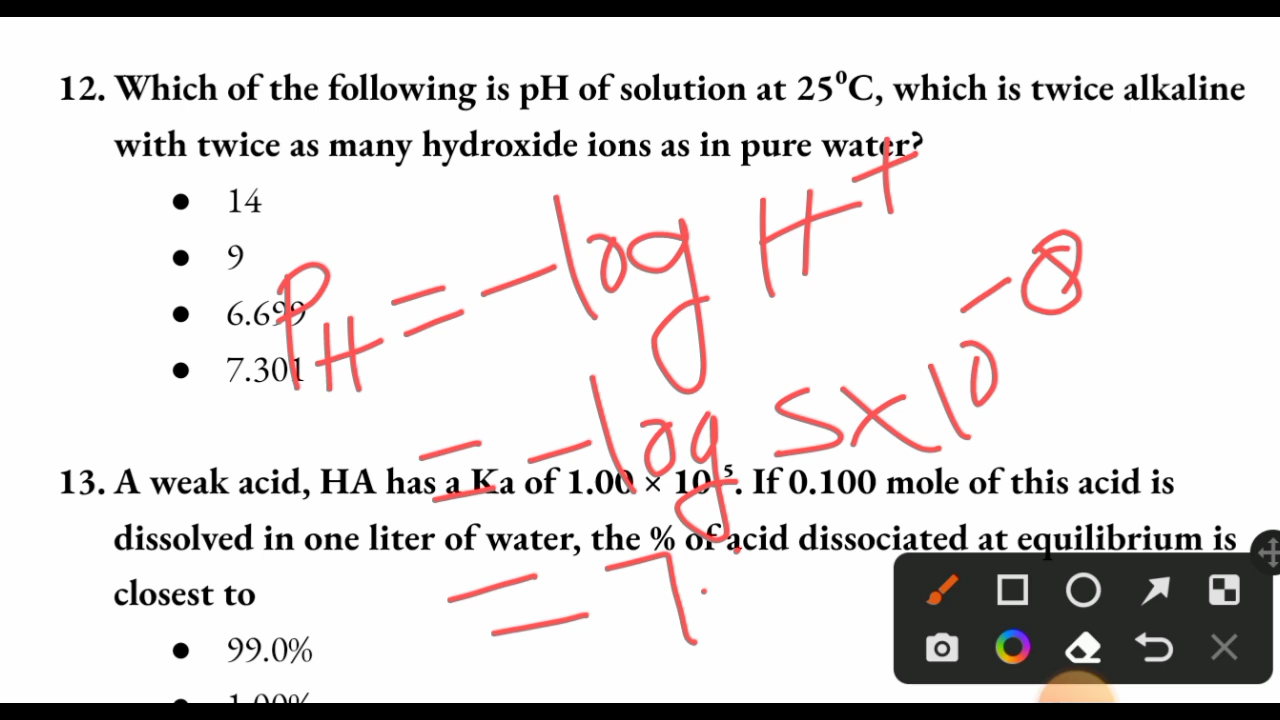 12. Which of the following is pH of solution at 25⁰C, which is twice alkaline
with twice as many hydroxide ions as in pure water?
● 14
● 9
● 6.699
● 7.301
PH = -log H⁺
= -log 5×10⁻⁸
= 7.
13. A weak acid, HA has a Ka of 1.00 × 10⁻⁵. If 0.100 mole of this acid is
dissolved in one liter of water, the % of acid dissociated at equilibrium is
closest to
● 99.0%
● 1.00%